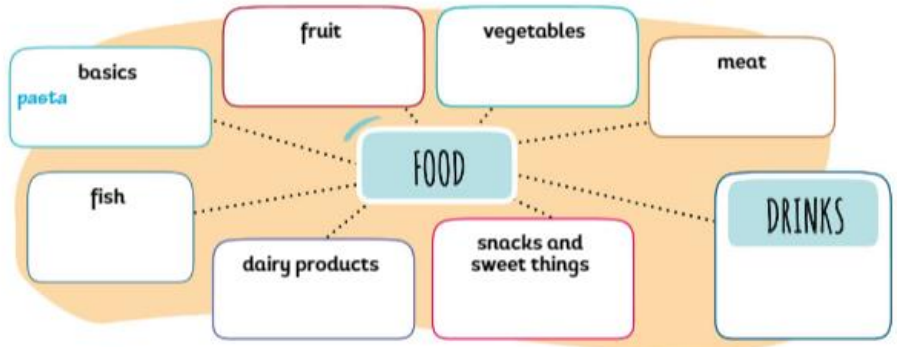 fruit
vegetables
meat
basics
pasta
FOOD
fish
DRINKS
dairy products
snacks and
sweet things